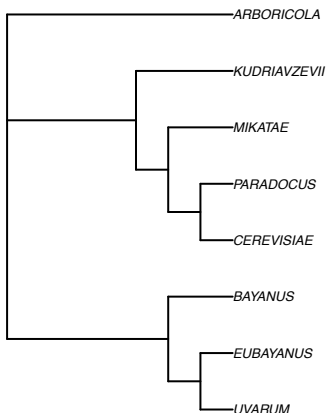 ARBORICOLA
KUDRIAVZEVII
MIKATAE
PARADOCUS
CEREVISIAE
BAYANUS
EUBAYANUS
UVARUM